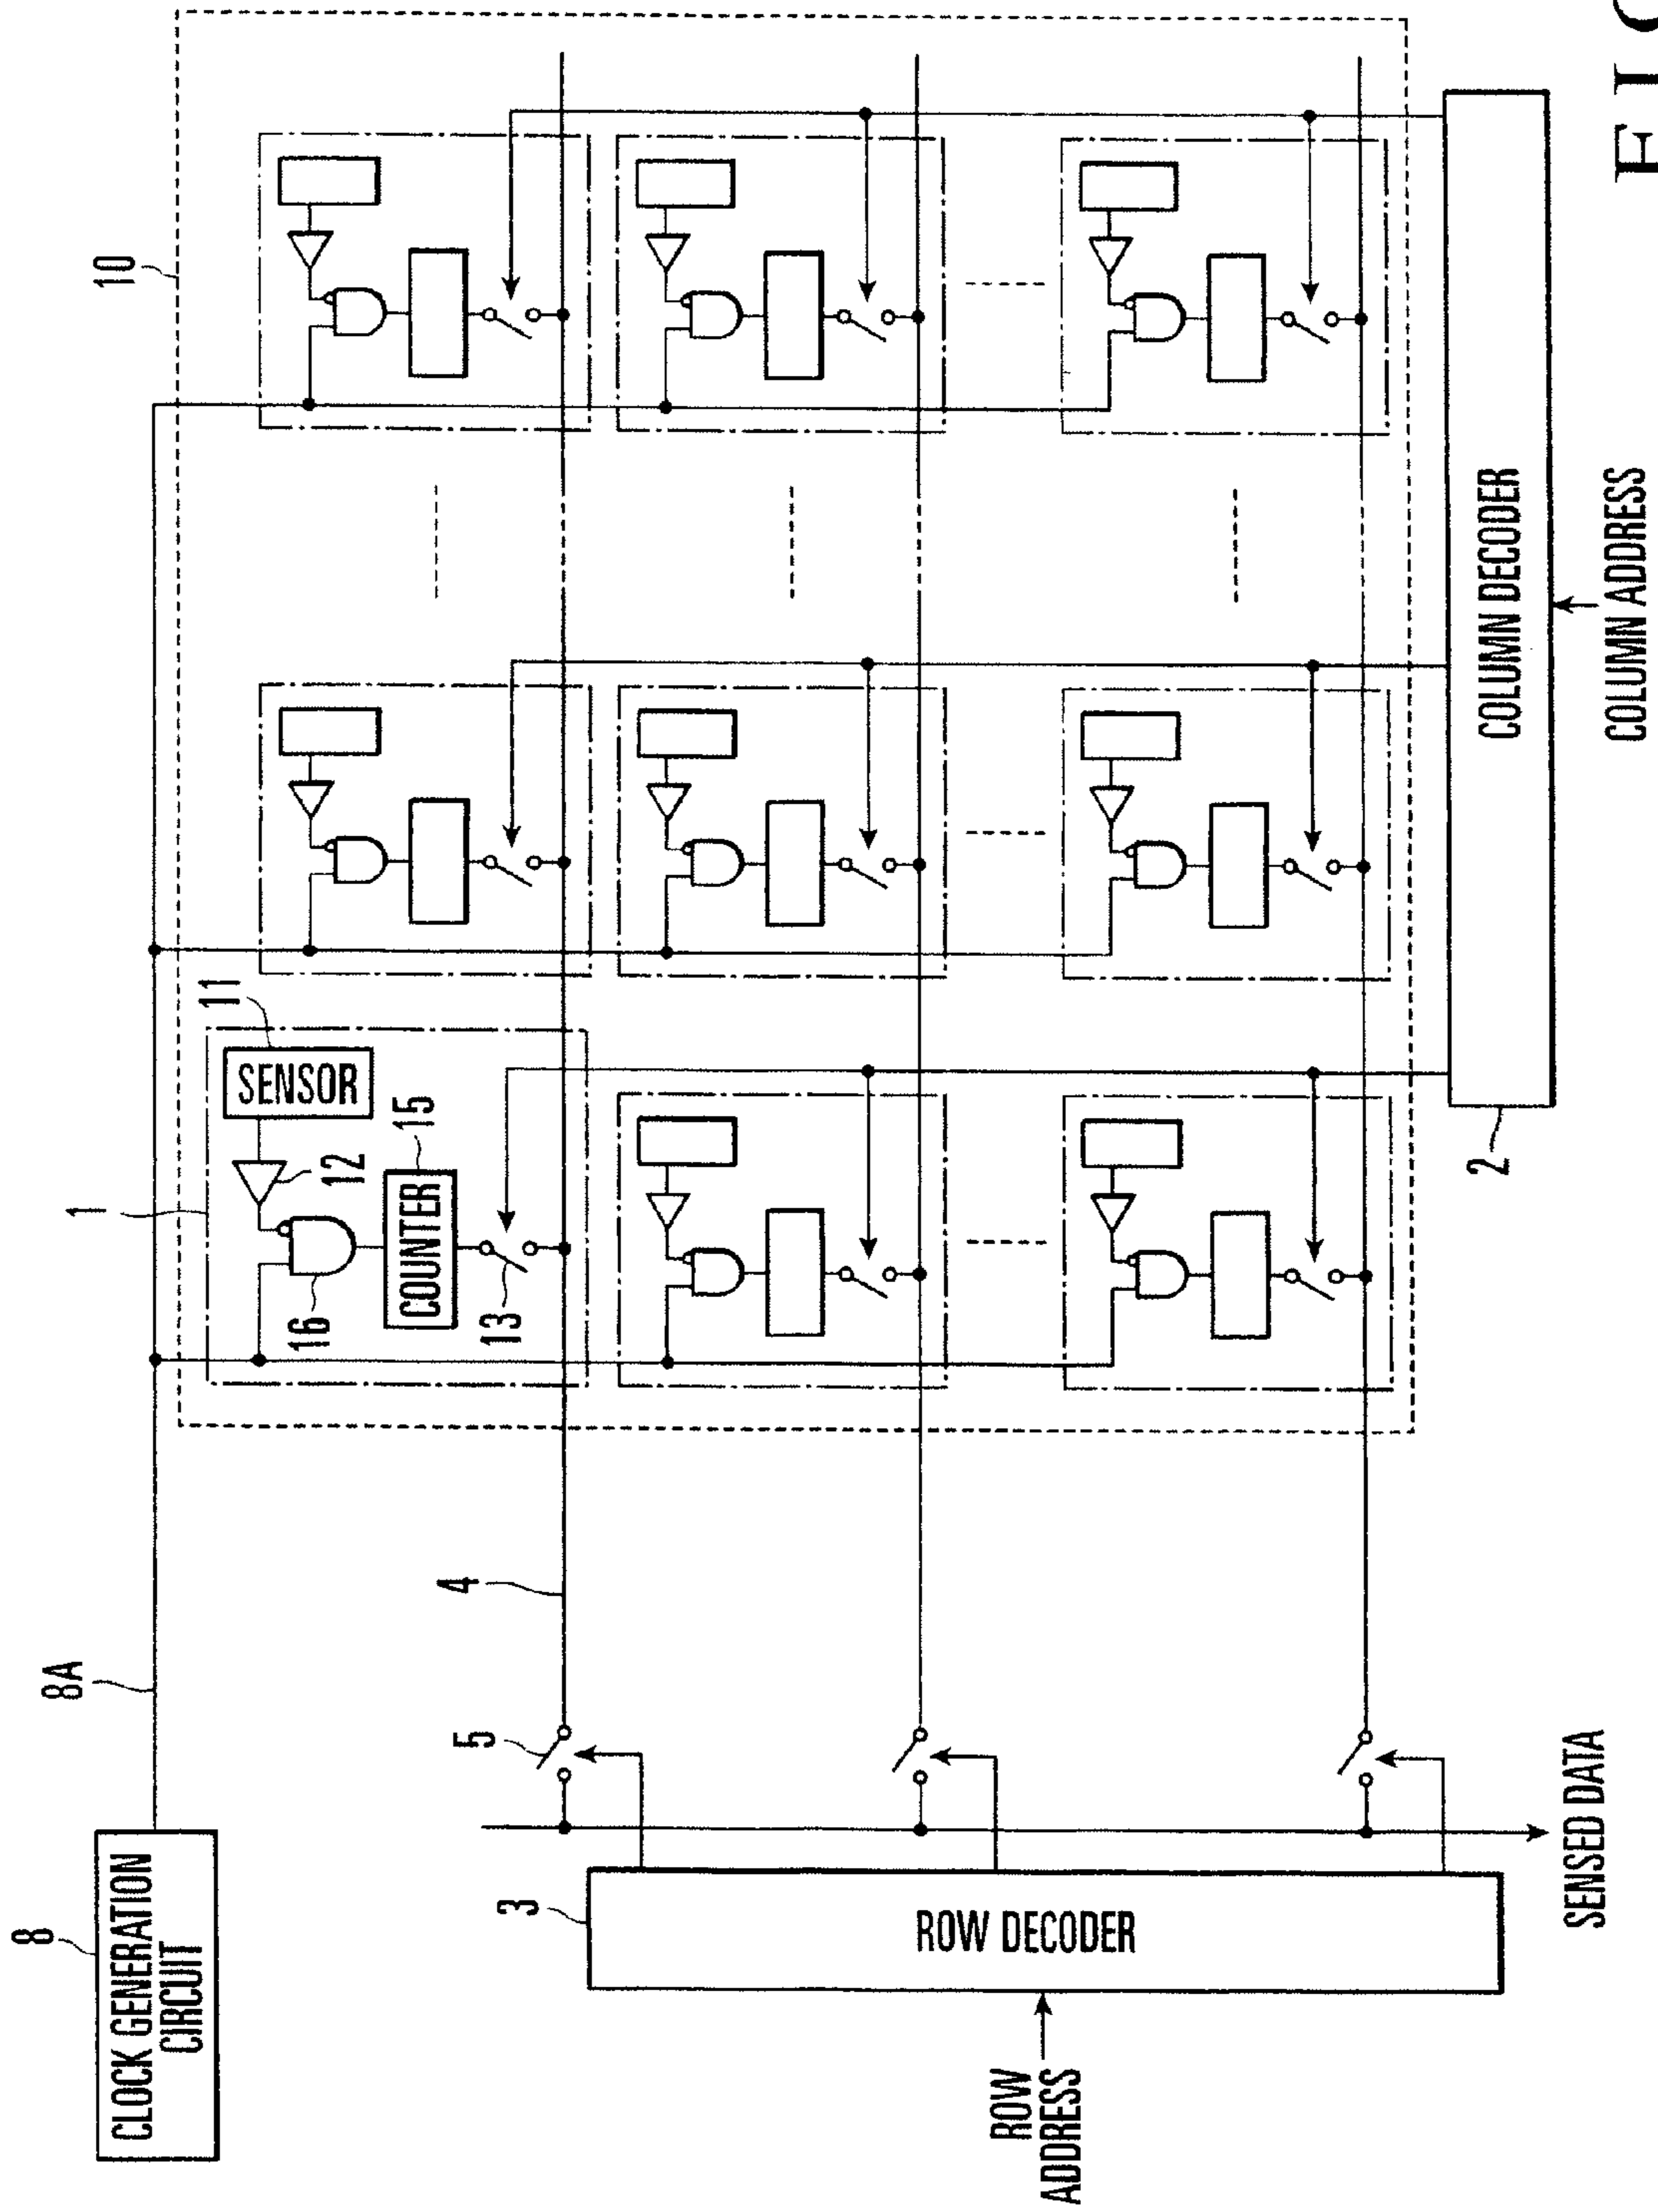 8
CLOCK GENERATION
CIRCUIT
8A
1
10
SENSOR
11
12
16
COUNTER
15
13
4
5
3
ROW DECODER
ROW
ADDRESS
SENSED DATA
2
COLUMN DECODER
COLUMN ADDRESS